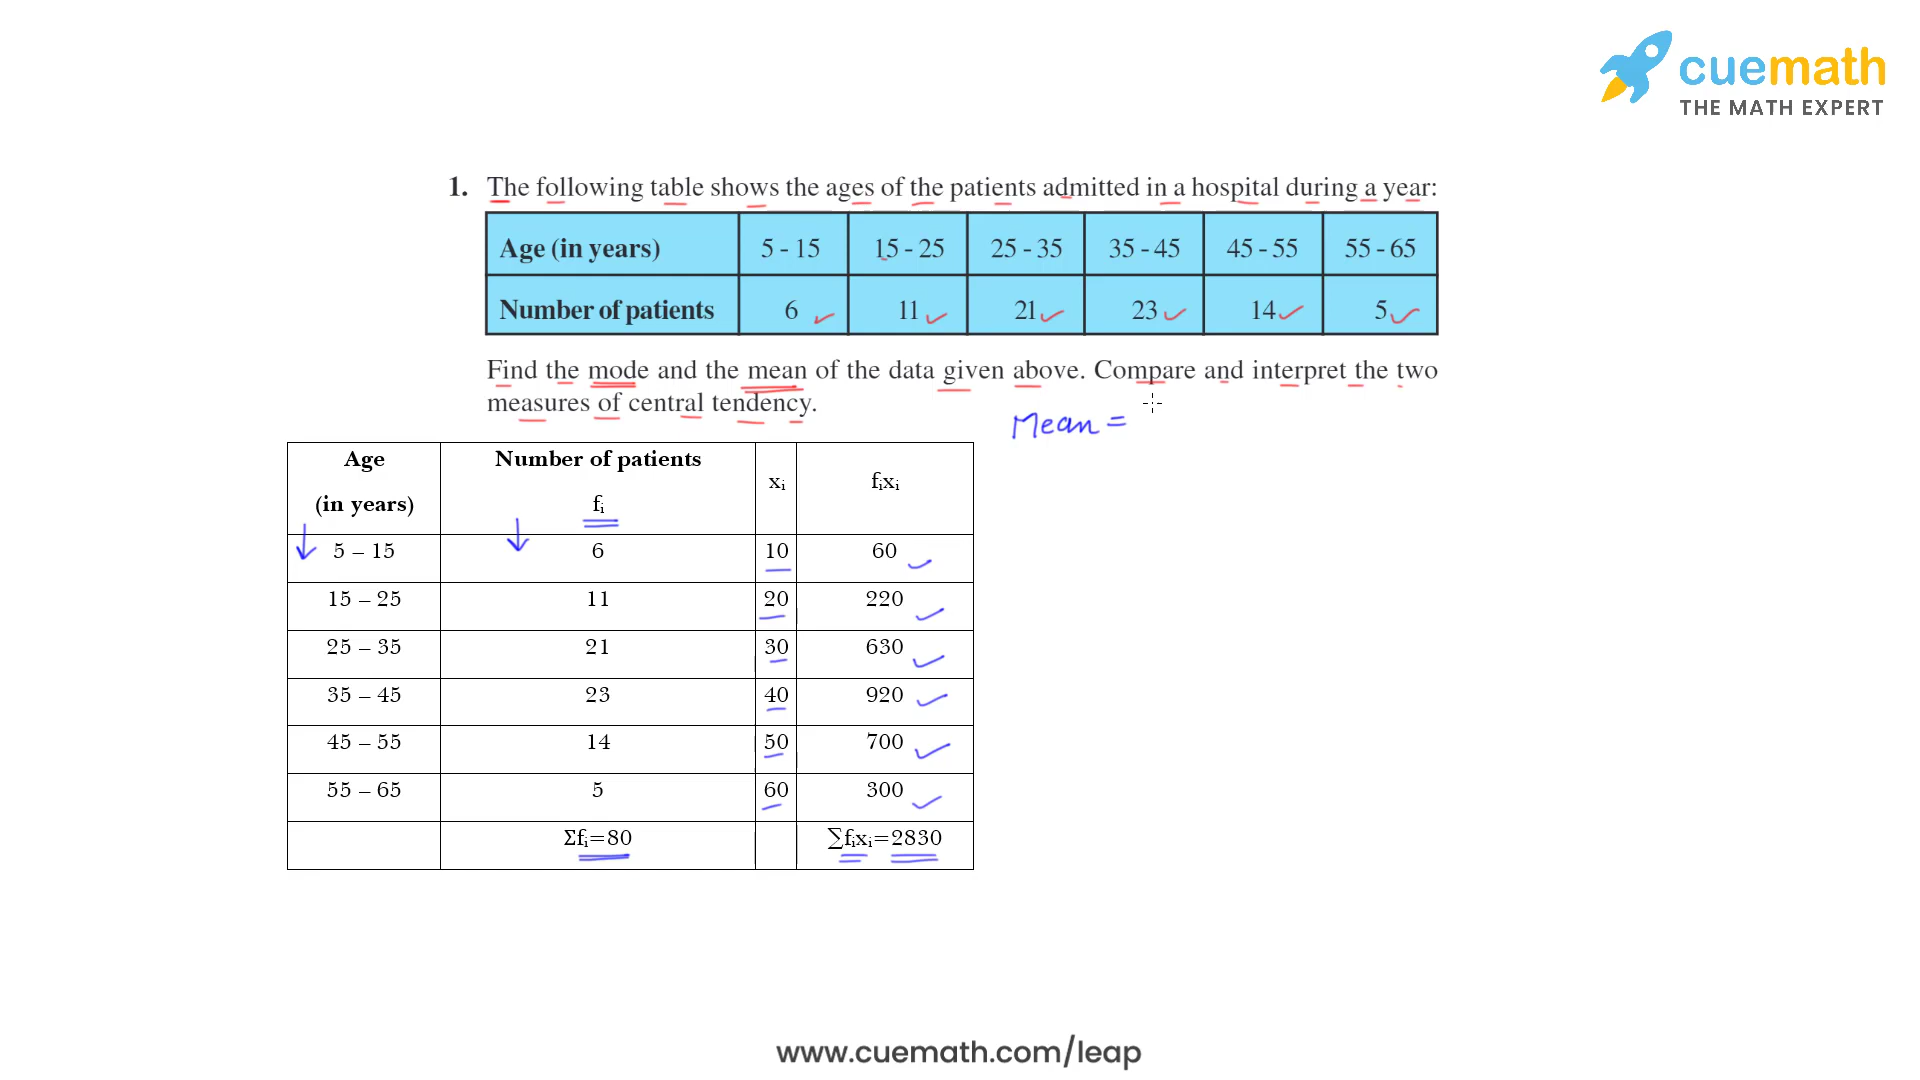 cuemath
THE MATH EXPERT
1. The following table shows the ages of the patients admitted in a hospital during a year:
Age (in years) 5 - 15 15 - 25 25 - 35 35 - 45 45 - 55 55 - 65
Number of patients 6 11 21 23 14 5
Find the mode and the mean of the data given above. Compare and interpret the two
measures of central tendency.
Mean =
Age Number of patients xᵢ fᵢxᵢ
(in years) fᵢ
5 – 15 6 10 60
15 – 25 11 20 220
25 – 35 21 30 630
35 – 45 23 40 920
45 – 55 14 50 700
55 – 65 5 60 300
Σfᵢ=80 ∑fᵢxᵢ=2830
www.cuemath.com/leap